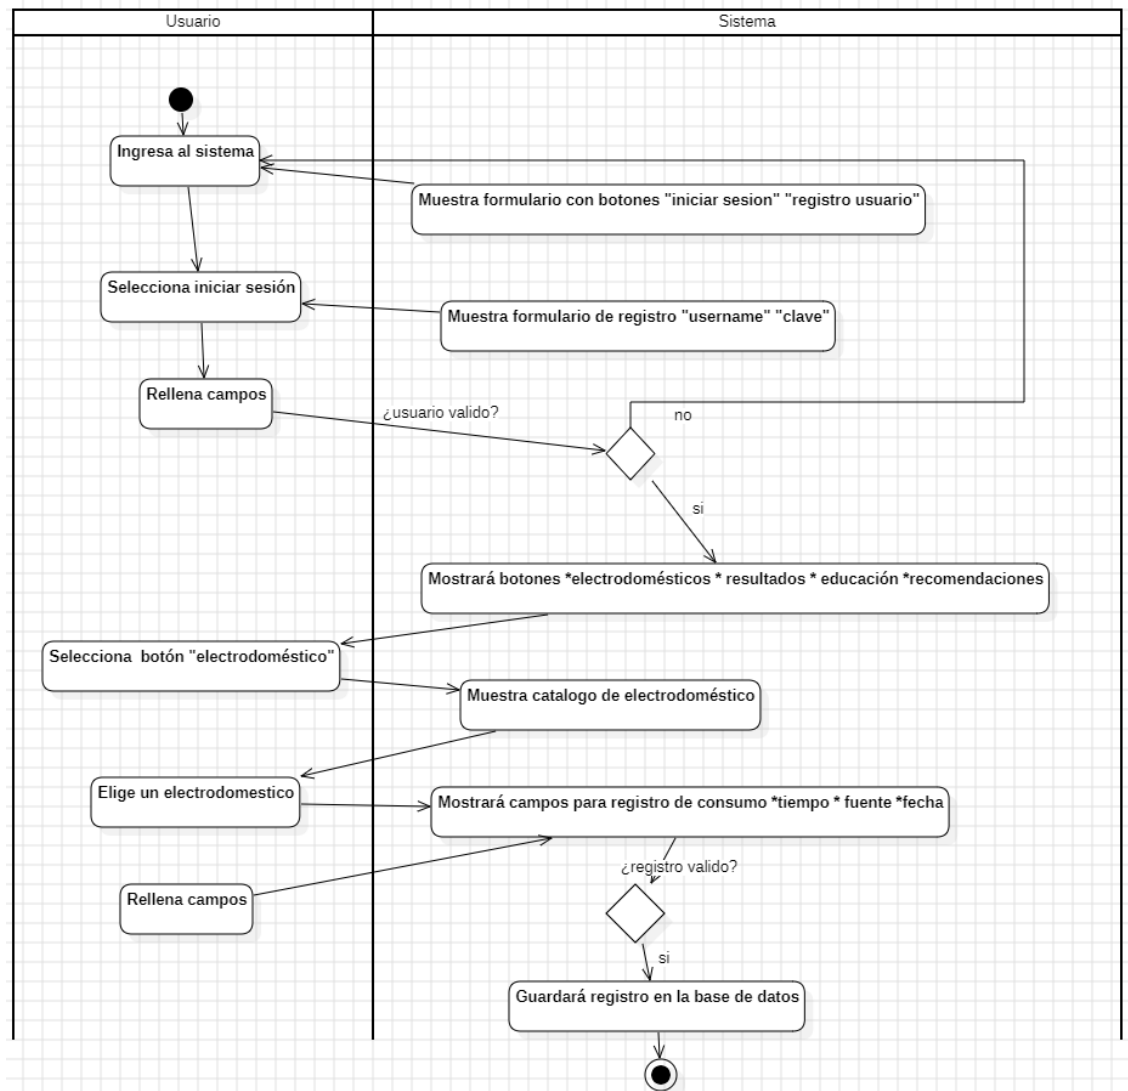 Usuario
Sistema
Ingresa al sistema
Muestra formulario con botones "iniciar sesion" "registro usuario"
Selecciona iniciar sesión
Muestra formulario de registro "username" "clave"
Rellena campos
¿usuario valido?
no
si
Mostrará botones *electrodomésticos * resultados * educación *recomendaciones
Selecciona botón "electrodoméstico"
Muestra catalogo de electrodoméstico
Elige un electrodomestico
Mostrará campos para registro de consumo *tiempo * fuente *fecha
¿registro valido?
Rellena campos
si
Guardará registro en la base de datos